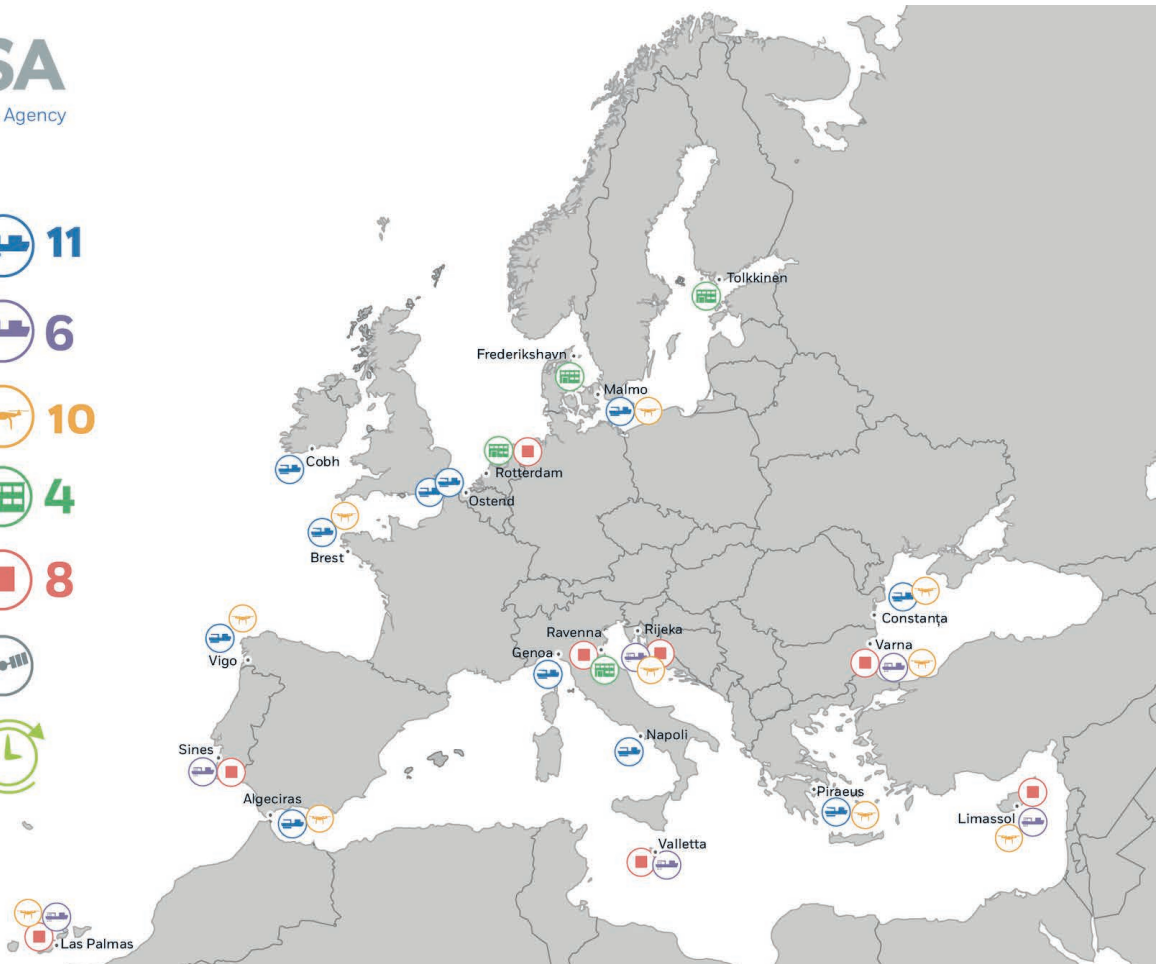 SA
Agency
11
6
10
4
8
Tolkkinen
Frederikshavn
Malmo
Cobh
Rotterdam
Ostend
Brest
Constanța
Varna
Ravenna
Rijeka
Genoa
Vigo
Napoli
Sines
Piraeus
Algeciras
Limassol
Valletta
Las Palmas